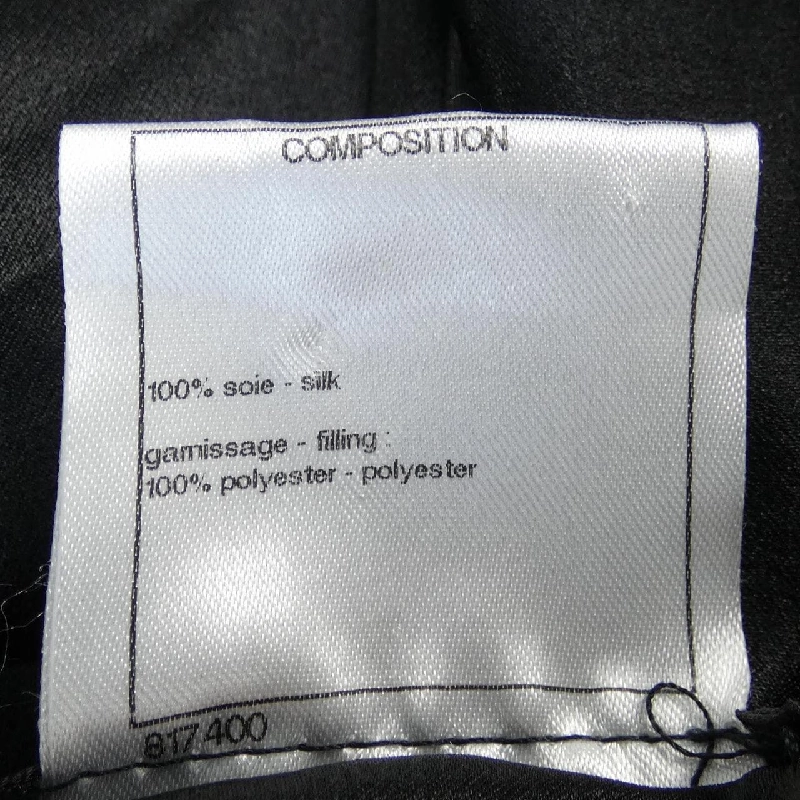 COMPOSITION
100% soie - silk
garnissage - filling :
100% polyester - polyester
817400